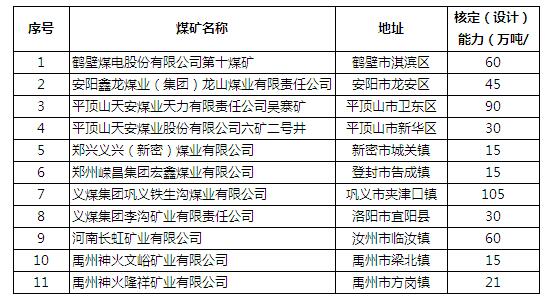 序号 煤矿名称 地址 核定（设计）
能力（万吨/
1 鹤壁煤电股份有限公司第十煤矿 鹤壁市淇滨区 60
2 安阳鑫龙煤业（集团）龙山煤业有限责任公司 安阳市龙安区 45
3 平顶山天安煤业天力有限责任公司吴寨矿 平顶山市卫东区 90
4 平顶山天安煤业股份有限公司六矿二号井 平顶山市新华区 30
5 郑兴义兴（新密）煤业有限公司 新密市城关镇 15
6 郑州嵘昌集团宏鑫煤业有限公司 登封市告成镇 15
7 义煤集团巩义铁生沟煤业有限公司 巩义市夹津口镇 105
8 义煤集团李沟矿业有限责任公司 洛阳市宜阳县 30
9 河南长虹矿业有限公司 汝州市临汝镇 60
10 禹州神火文峪矿业有限公司 禹州市梁北镇 15
11 禹州神火隆祥矿业有限公司 禹州市方岗镇 21